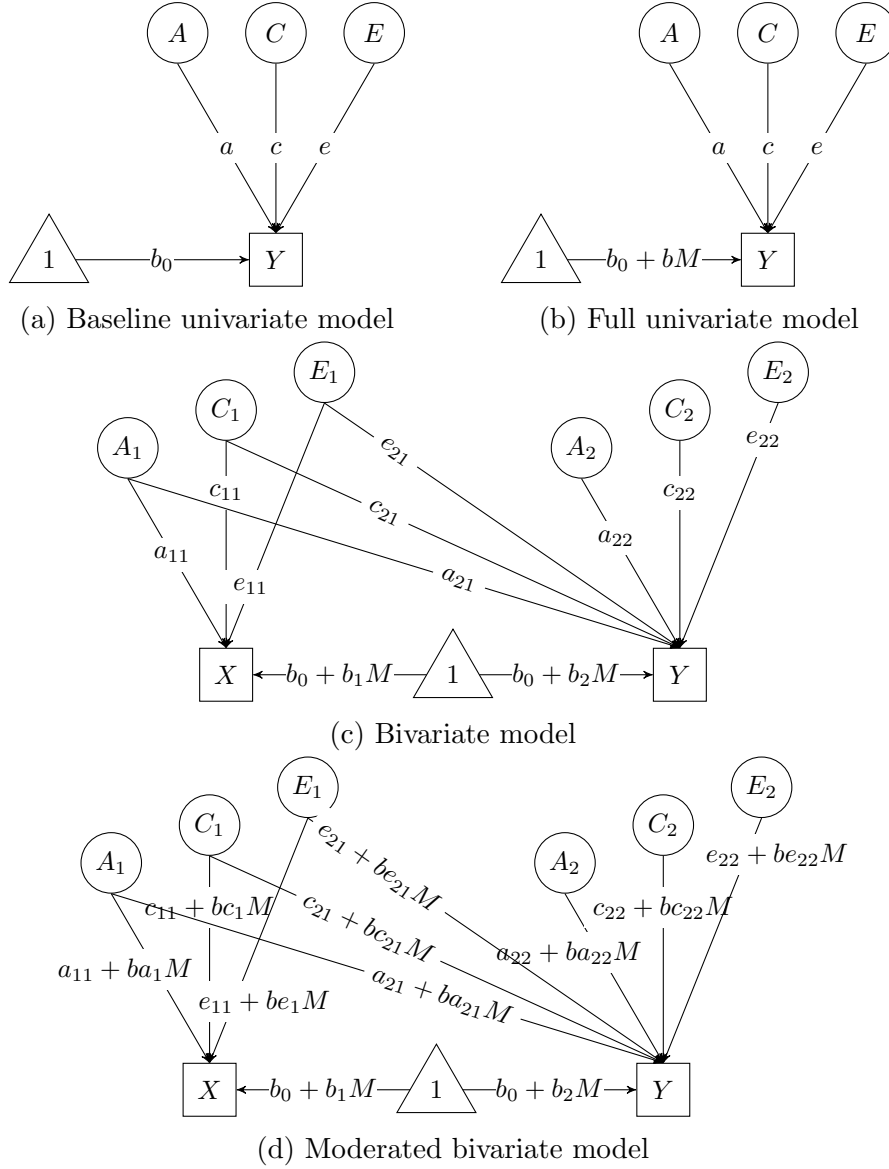 A C E A C E
a c e a c e
1 b₀ Y 1 b₀ + bM Y
(a) Baseline univariate model (b) Full univariate model
E₁ E₂
C₁ C₂
A₁ A₂
e₂₁ e₂₂
c₁₁ c₂₁ c₂₂
a₁₁ a₂₂
e₁₁ a₂₁
X b₀ + b₁M 1 b₀ + b₂M Y
(c) Bivariate model
E₁ E₂
C₁ C₂
A₁ A₂
e₂₁ + be₂₁M e₂₂ + be₂₂M
c₁₁ + bc₁M c₂₁ + bc₂₁M c₂₂ + bc₂₂M
a₁₁ + ba₁M a₂₂ + ba₂₂M
e₁₁ + be₁M a₂₁ + ba₂₁M
X b₀ + b₁M 1 b₀ + b₂M Y
(d) Moderated bivariate model